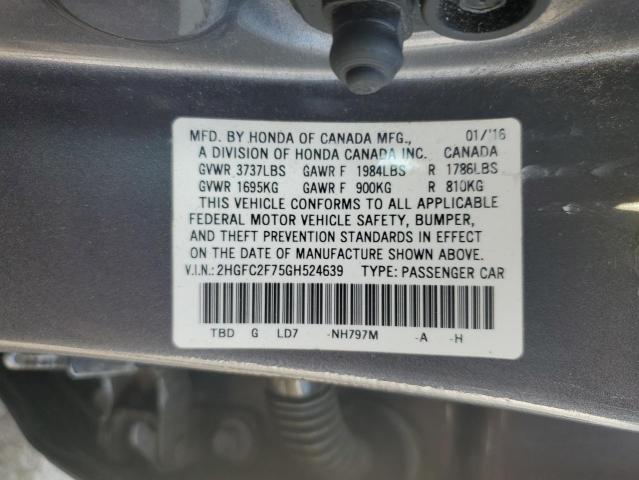 MFD. BY HONDA OF CANADA MFG., 01/'16
A DIVISION OF HONDA CANADA INC. CANADA
GVWR 3737LBS GAWR F 1984LBS R 1786LBS
GVWR 1695KG GAWR F 900KG R 810KG
THIS VEHICLE CONFORMS TO ALL APPLICABLE
FEDERAL MOTOR VEHICLE SAFETY, BUMPER,
AND THEFT PREVENTION STANDARDS IN EFFECT
ON THE DATE OF MANUFACTURE SHOWN ABOVE.
V.I.N.: 2HGFC2F75GH524639 TYPE: PASSENGER CAR
TBD G LD7 -NH797M -A -H